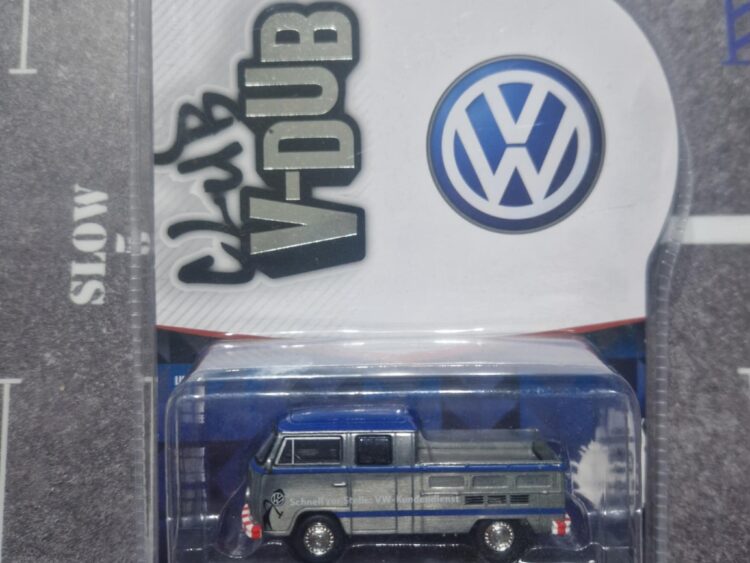 Club
V-DUB
SLOW
Schnell zur Stelle: VW-Kundendienst